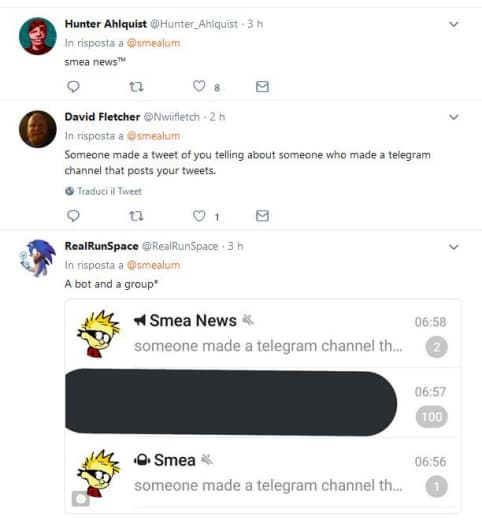 Hunter Ahlquist @Hunter_Ahlquist · 3 h
In risposta a @smealum
smea news™
8
David Fletcher @Nwiifletch · 2 h
In risposta a @smealum
Someone made a tweet of you telling about someone who made a telegram
channel that posts your tweets.
Traduci il Tweet
1
RealRunSpace @RealRunSpace · 3 h
In risposta a @smealum
A bot and a group*
Smea News 06:58
someone made a telegram channel th... 2
06:57
100
Smea 06:56
someone made a telegram channel th... 1